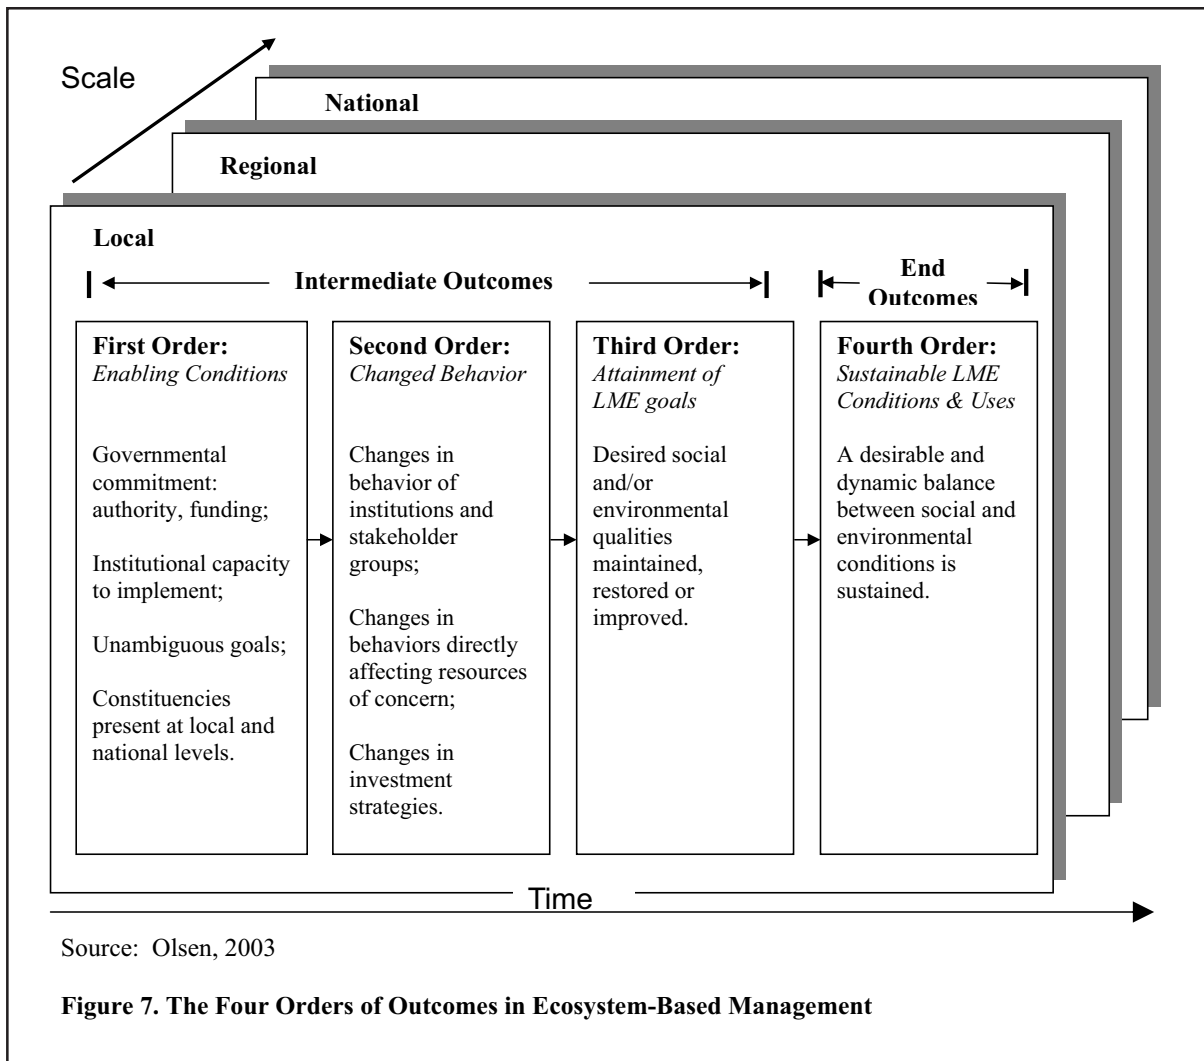 Scale
National
Regional
Local
Intermediate Outcomes
End
Outcomes
First Order:
Enabling Conditions
Governmental
commitment:
authority, funding;
Institutional capacity
to implement;
Unambiguous goals;
Constituencies
present at local and
national levels.
Second Order:
Changed Behavior
Changes in
behavior of
institutions and
stakeholder
groups;
Changes in
behaviors directly
affecting resources
of concern;
Changes in
investment
strategies.
Third Order:
Attainment of
LME goals
Desired social
and/or
environmental
qualities
maintained,
restored or
improved.
Fourth Order:
Sustainable LME
Conditions & Uses
A desirable and
dynamic balance
between social and
environmental
conditions is
sustained.
Time
Source: Olsen, 2003
Figure 7. The Four Orders of Outcomes in Ecosystem-Based Management